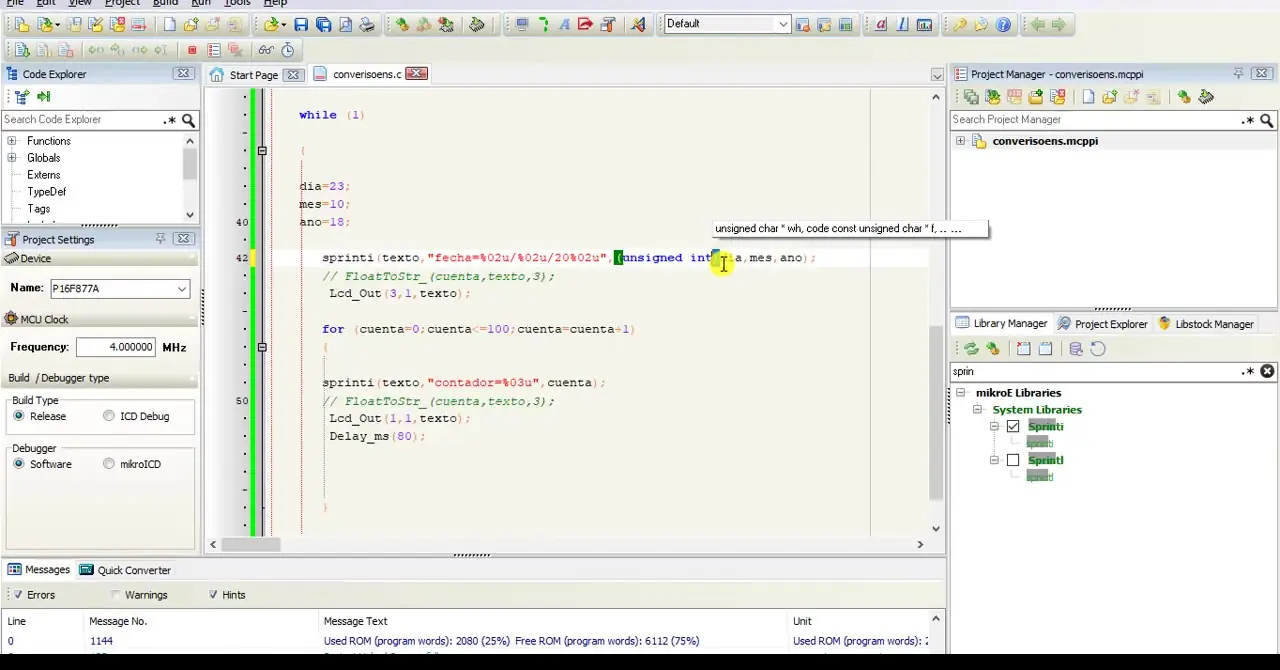 File Edit View Project Build Run Tools Help
Default
Code Explorer
Start Page
converisoens.c
Project Manager - converisoens.mcppi
Search Code Explorer
Search Project Manager
Functions
Globals
Externs
TypeDef
Tags
converisoens.mcppi
Project Settings
Device
Name: P16F877A
MCU Clock
Frequency: 4.000000 MHz
Build / Debugger type
Build Type
Release
ICD Debug
Debugger
Software
mikroICD
while (1)
{
dia=23;
mes=10;
40 ano=18;
unsigned char * wh, code const unsigned char * f, .. ...
42 sprinti(texto,"fecha=%02u/%02u/20%02u",(unsigned int)dia,mes,ano);
// FloatToStr_(cuenta,texto,3);
Lcd_Out(3,1,texto);
for (cuenta=0;cuenta<=100;cuenta=cuenta+1)
{
sprinti(texto,"contador=%03u",cuenta);
50 // FloatToStr_(cuenta,texto,3);
Lcd_Out(1,1,texto);
Delay_ms(80);
}
Library Manager
Project Explorer
Libstock Manager
sprin
mikroE Libraries
System Libraries
Sprinti
sprinti
Sprintl
sprintl
Messages
Quick Converter
Errors
Warnings
Hints
Line Message No. Message Text Unit
0 1144 Used ROM (program words): 2080 (25%) Free ROM (program words): 6112 (75%) Used ROM (program words): 2